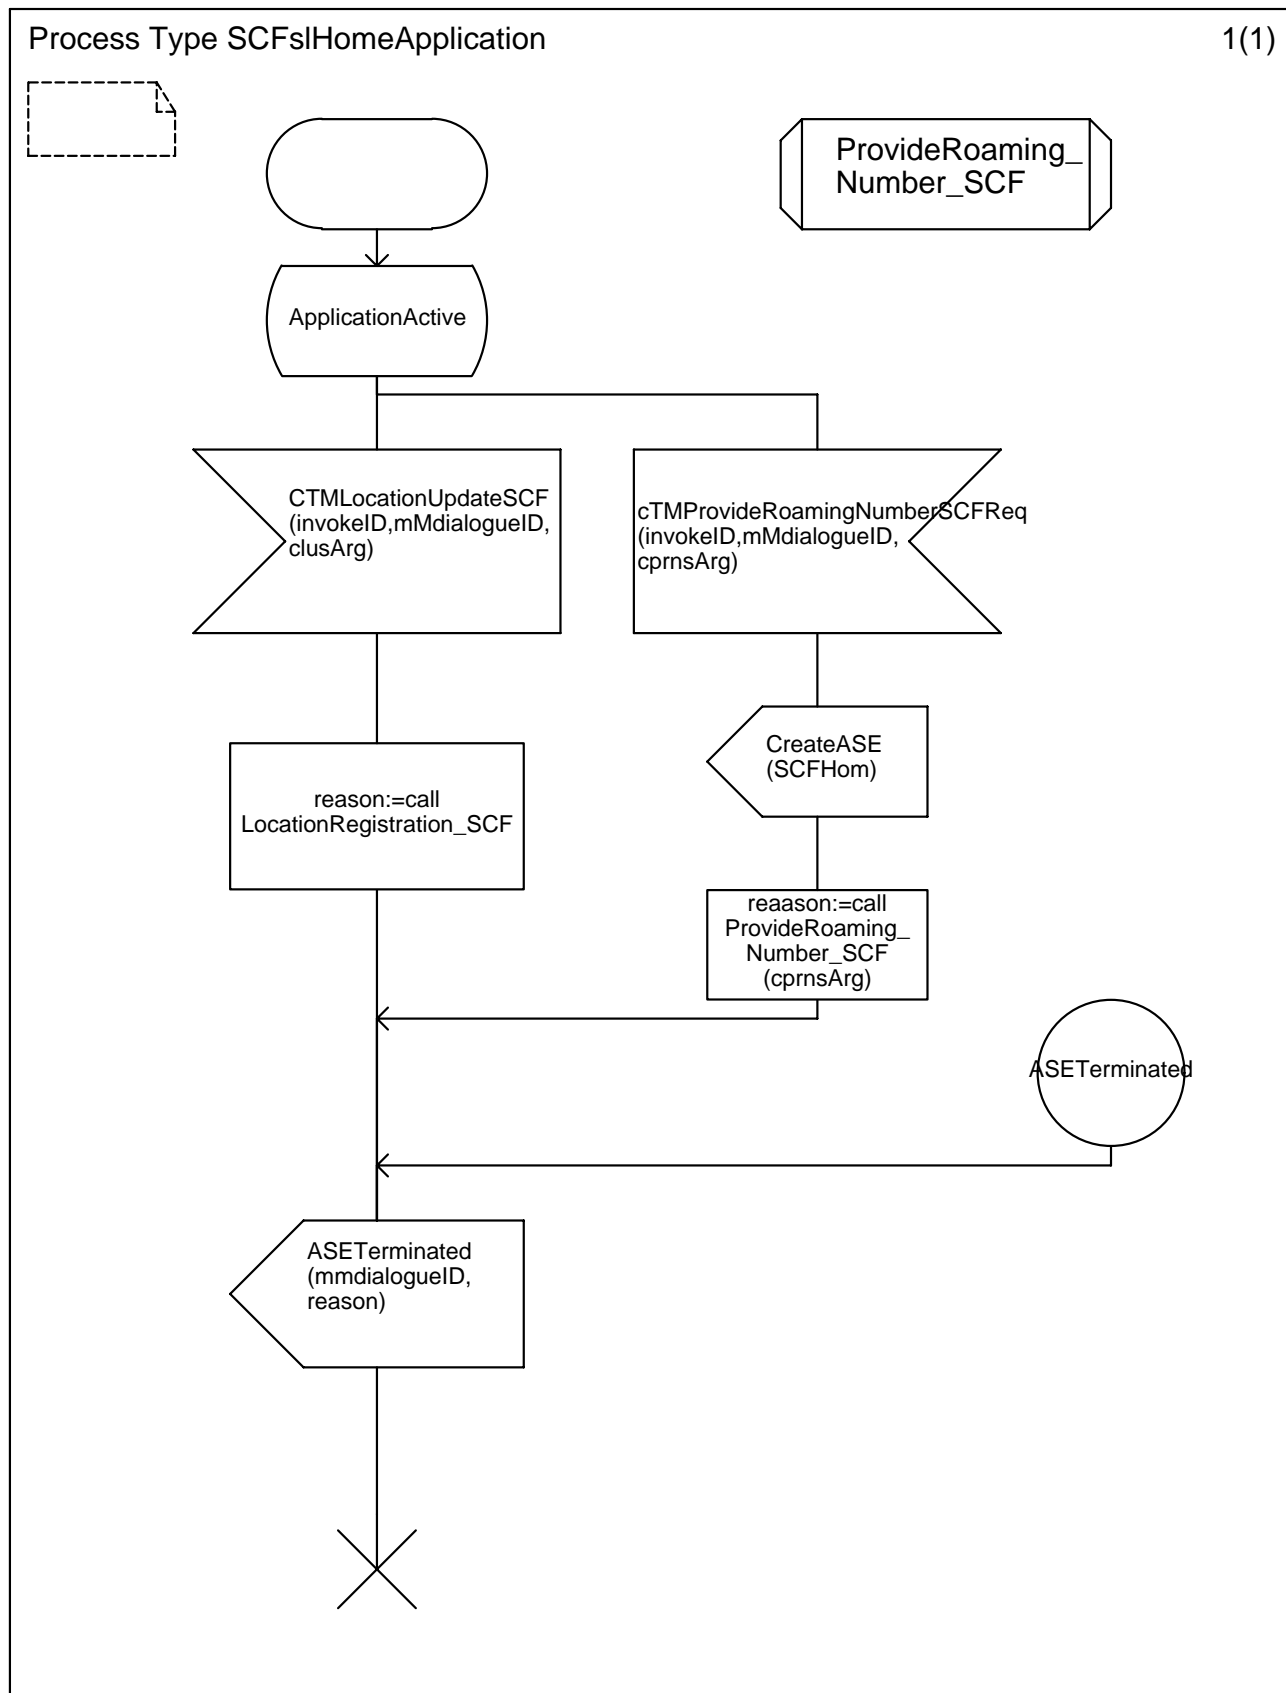 Process Type SCFslHomeApplication
1(1)
ProvideRoaming_
Number_SCF
ApplicationActive
CTMLocationUpdateSCF
(invokeID,mMdialogueID,
clusArg)
cTMProvideRoamingNumberSCFReq
(invokeID,mMdialogueID,
cprnsArg)
CreateASE
(SCFHom)
reason:=call
LocationRegistration_SCF
reaason:=call
ProvideRoaming_
Number_SCF
(cprnsArg)
ASETerminated
ASETerminated
(mmdialogueID,
reason)